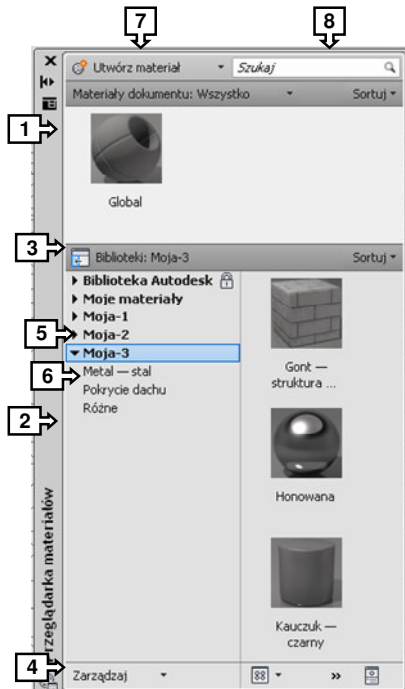 7
8
Utwórz materiał
Szukaj
Materiały dokumentu: Wszystko
Sortuj
1
Global
3
Biblioteki: Moja-3
Sortuj
Biblioteka Autodesk
Moje materiały
Moja-1
5
Moja-2
Moja-3
6
Metal — stal
Pokrycie dachu
2
Różne
Gont —
struktura ...
Honowana
Kauczuk —
czarny
rzeglądarka materiałów
4
Zarządzaj
88
»